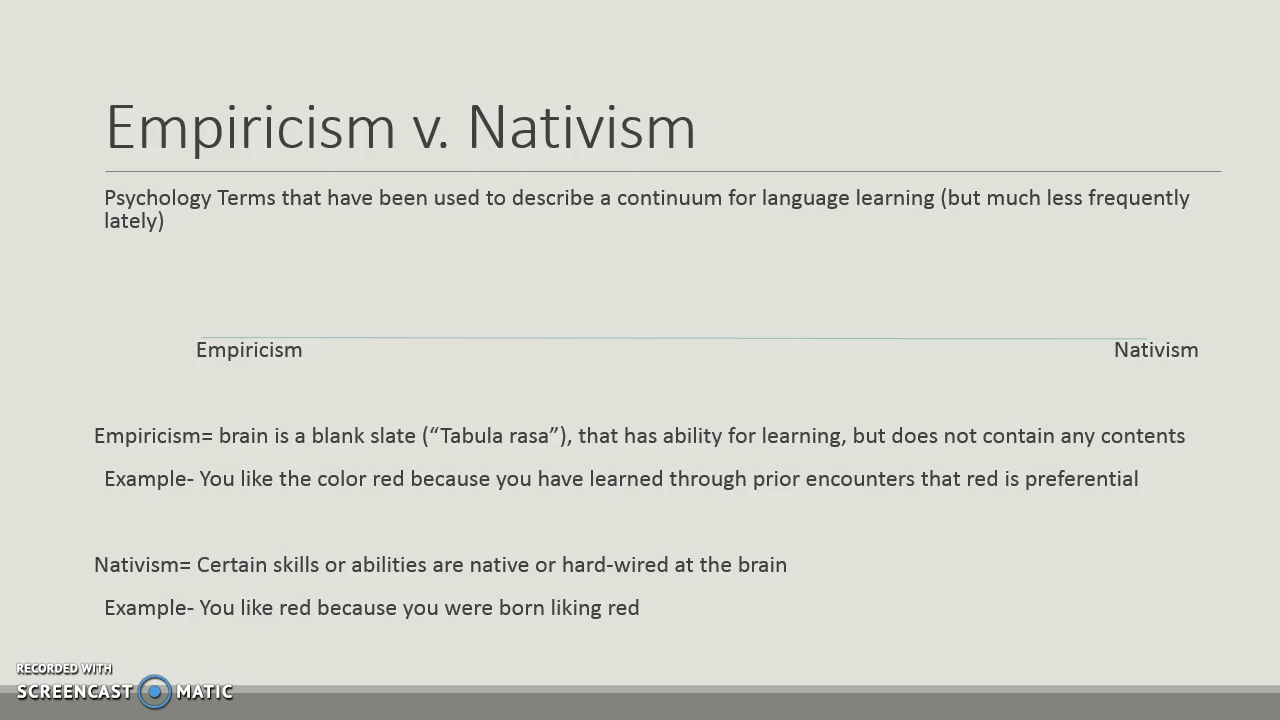 Empiricism v. Nativism
Psychology Terms that have been used to describe a continuum for language learning (but much less frequently
lately)
Empiricism
Nativism
Empiricism= brain is a blank slate (“Tabula rasa”), that has ability for learning, but does not contain any contents
Example- You like the color red because you have learned through prior encounters that red is preferential
Nativism= Certain skills or abilities are native or hard-wired at the brain
Example- You like red because you were born liking red
RECORDED WITH
SCREENCAST MATIC